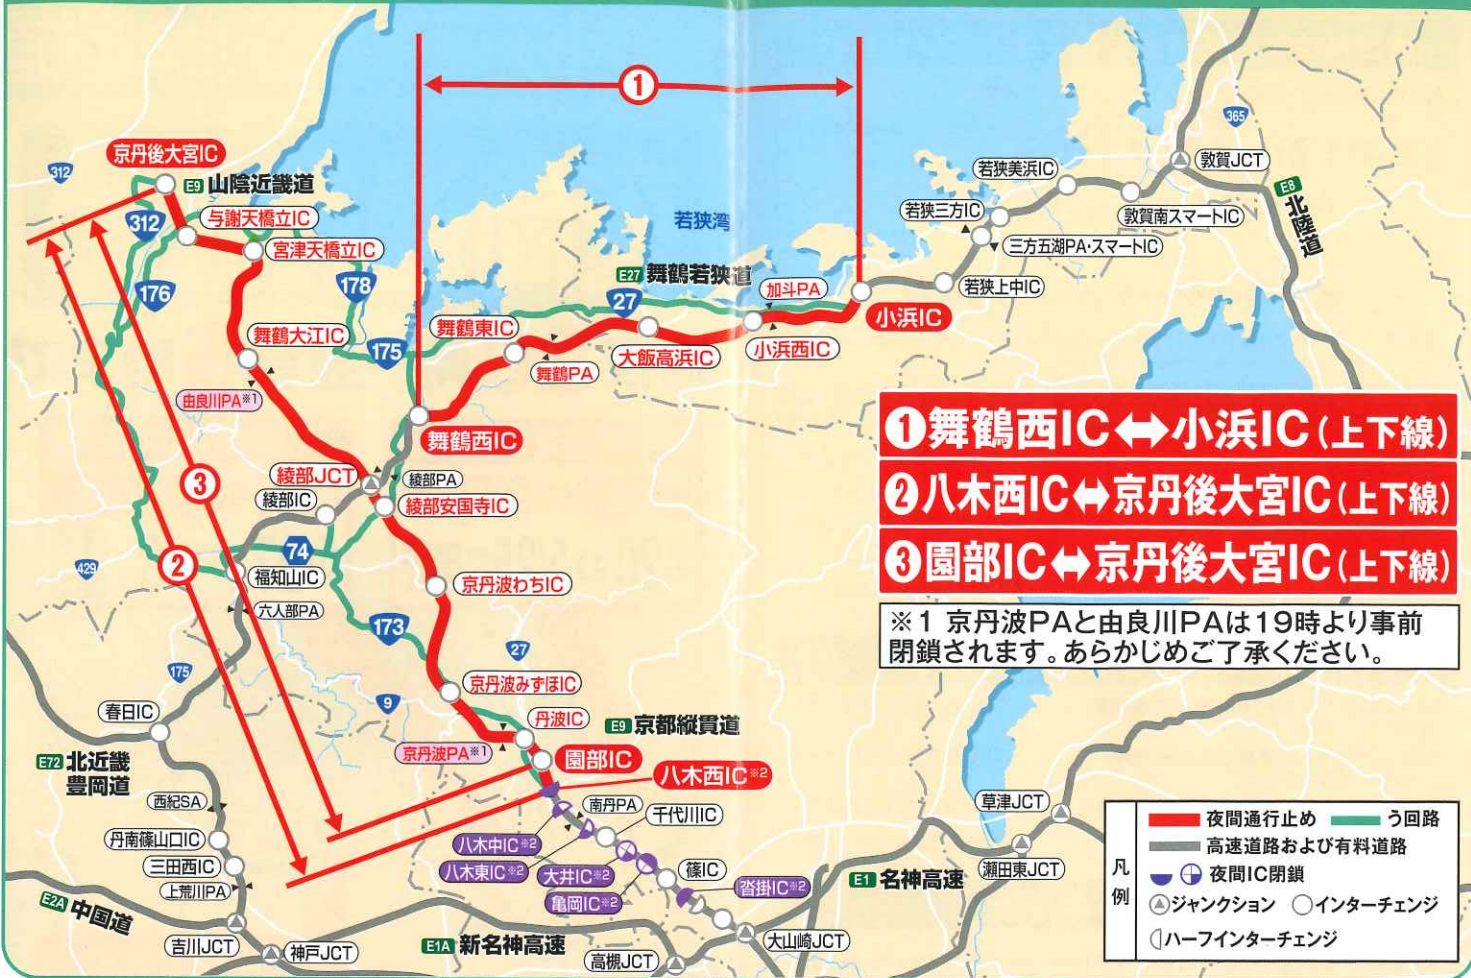 ①
365
敦賀JCT
若狭美浜IC
E8 北陸道
京丹後大宮IC
312
E9 山陰近畿道
312
与謝天橋立IC
宮津天橋立IC
若狭湾
若狭三方IC
敦賀南スマートIC
三方五湖PA・スマートIC
176
178
E27 舞鶴若狭道
27
加斗PA
若狭上中IC
小浜IC
舞鶴大江IC
175
舞鶴東IC
舞鶴PA
大飯高浜IC
小浜西IC
由良川PA※1
舞鶴西IC
①舞鶴西IC⬌小浜IC(上下線)
②八木西IC⬌京丹後大宮IC(上下線)
③園部IC⬌京丹後大宮IC(上下線)
※1 京丹波PAと由良川PAは19時より事前
閉鎖されます。あらかじめご了承ください。
③
綾部JCT
綾部PA
綾部IC
綾部安国寺IC
②
74
429
福知山IC
六人部PA
京丹波わちIC
173
27
175
9
京丹波みずほIC
春日IC
丹波IC
E9 京都縦貫道
京丹波PA※1
園部IC
八木西IC※2
E72 北近畿
豊岡道
西紀SA
丹南篠山口IC
三田西IC
上荒川PA
南丹PA
千代川IC
八木中IC※2
八木東IC※2
大井IC※2
亀岡IC※2
篠IC
沓掛IC※2
E1 名神高速
草津JCT
瀬田東JCT
E2A 中国道
吉川JCT
神戸JCT
E1A 新名神高速
高槻JCT
大山崎JCT
凡例
夜間通行止め
う回路
高速道路および有料道路
夜間IC閉鎖
ジャンクション
インターチェンジ
ハーフインターチェンジ